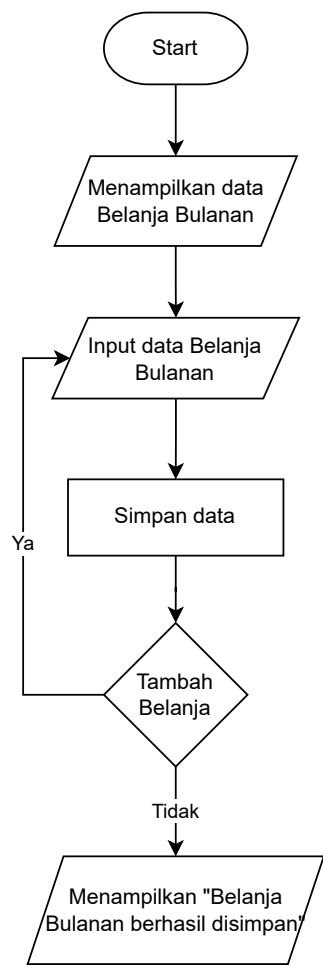 Start
Menampilkan data
Belanja Bulanan
Input data Belanja
Bulanan
Simpan data
Ya
Tambah
Belanja
Tidak
Menampilkan "Belanja
Bulanan berhasil disimpan"